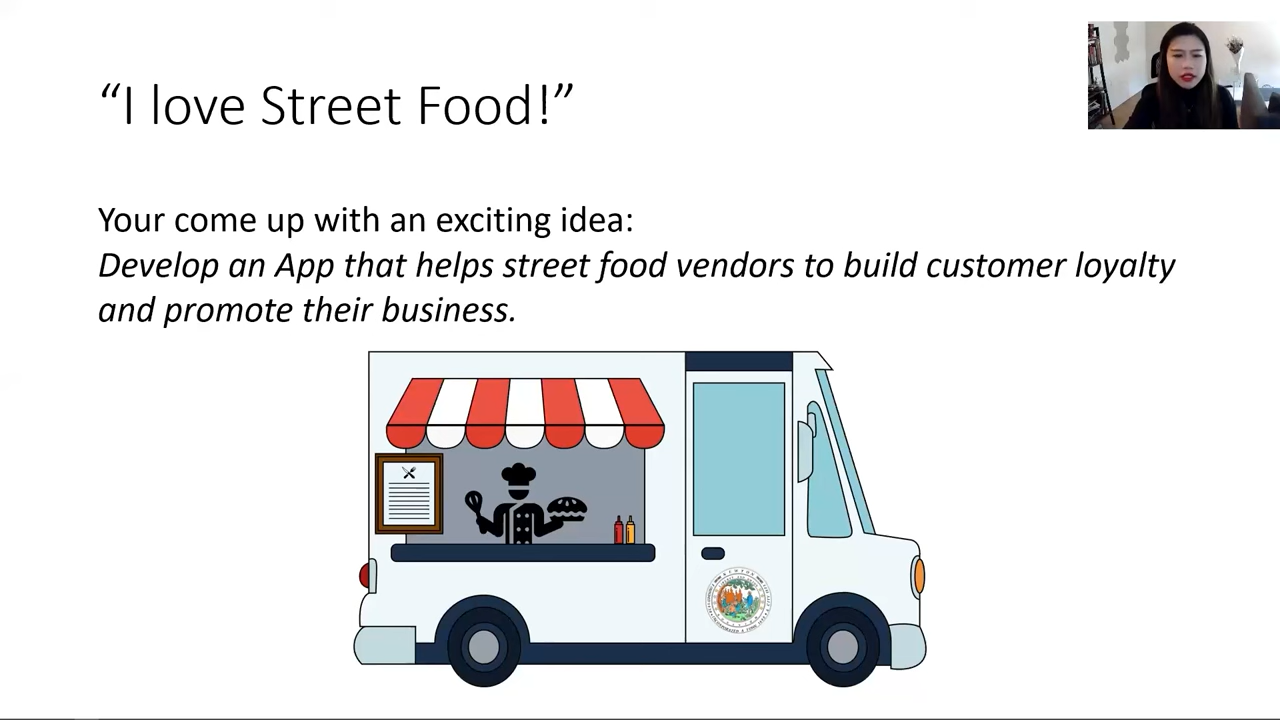 “I love Street Food!”
Your come up with an exciting idea:
Develop an App that helps street food vendors to build customer loyalty
and promote their business.